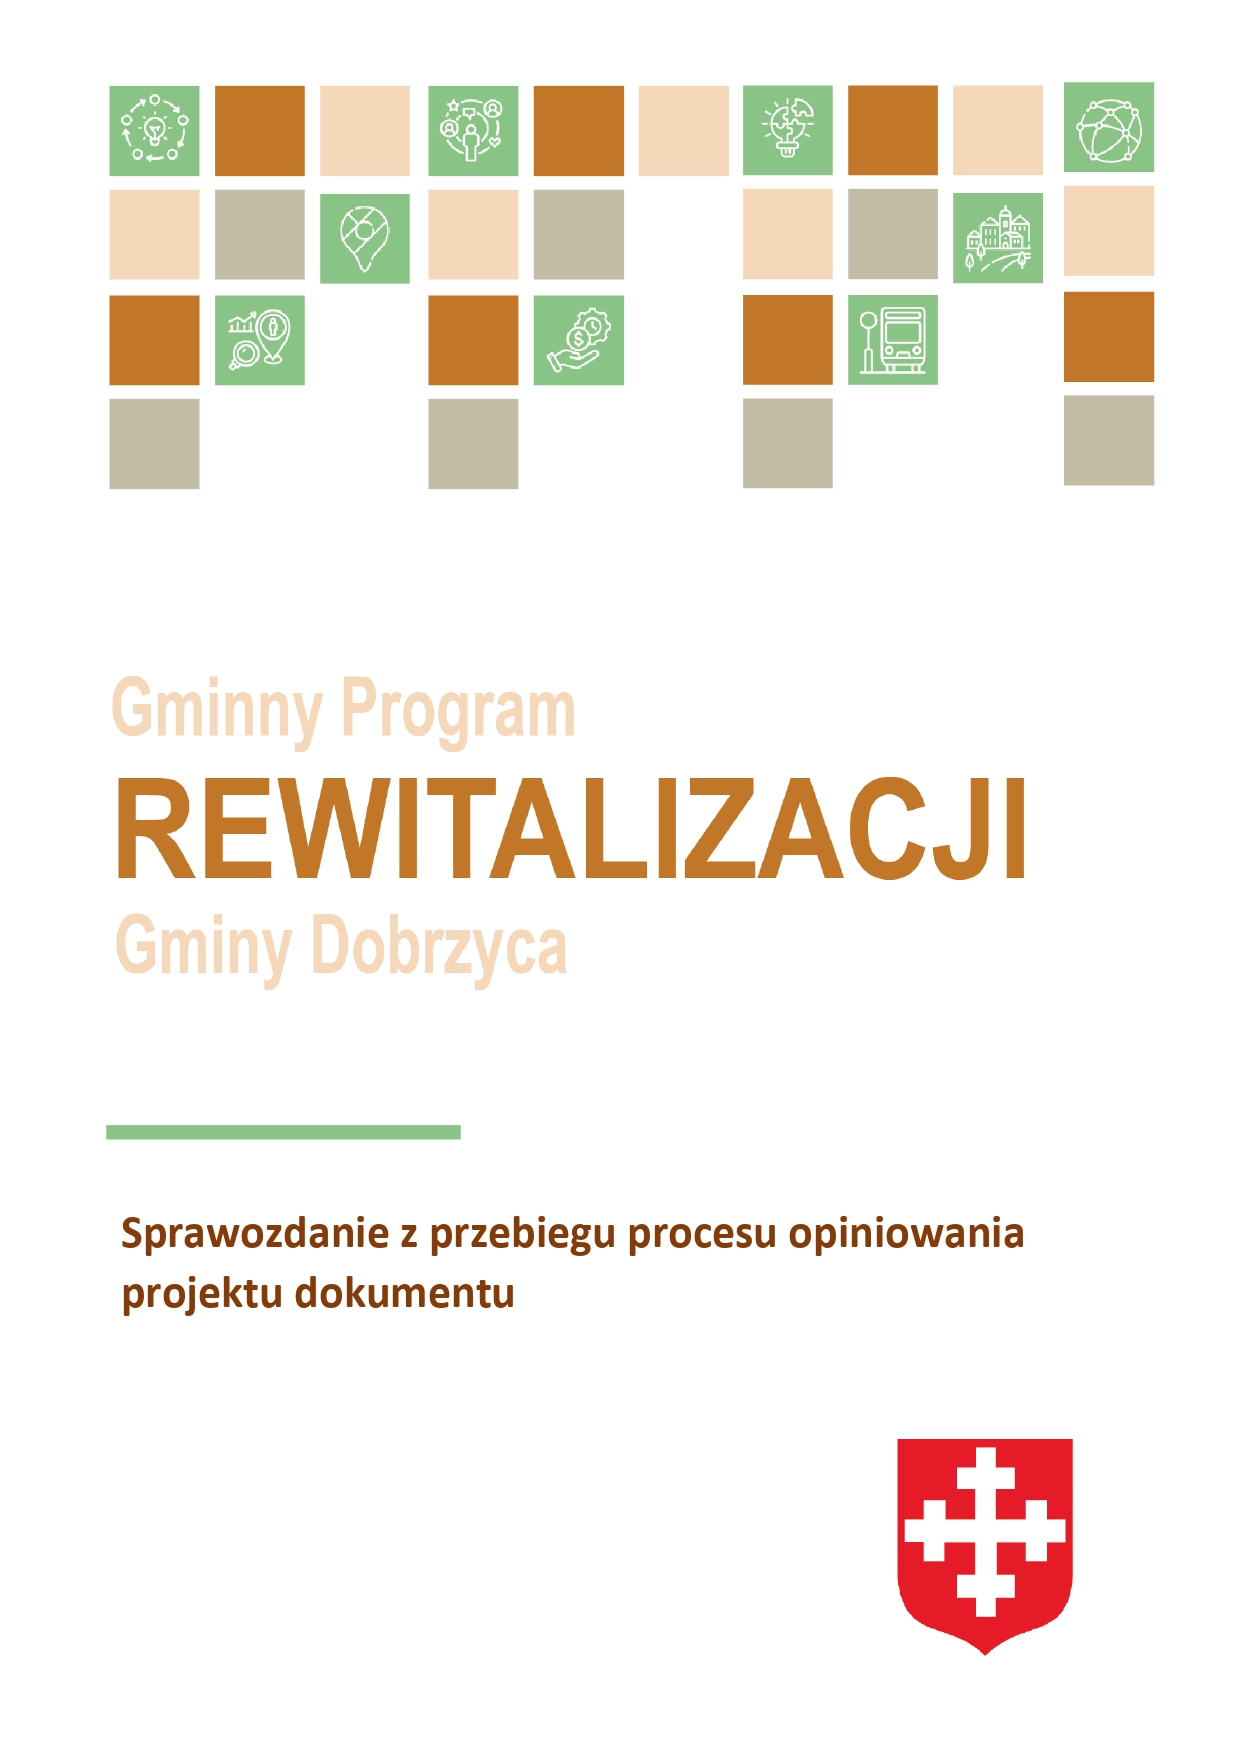 Gminny Program
REWITALIZACJI
Gminy Dobrzyca
Sprawozdanie z przebiegu procesu opiniowania
projektu dokumentu